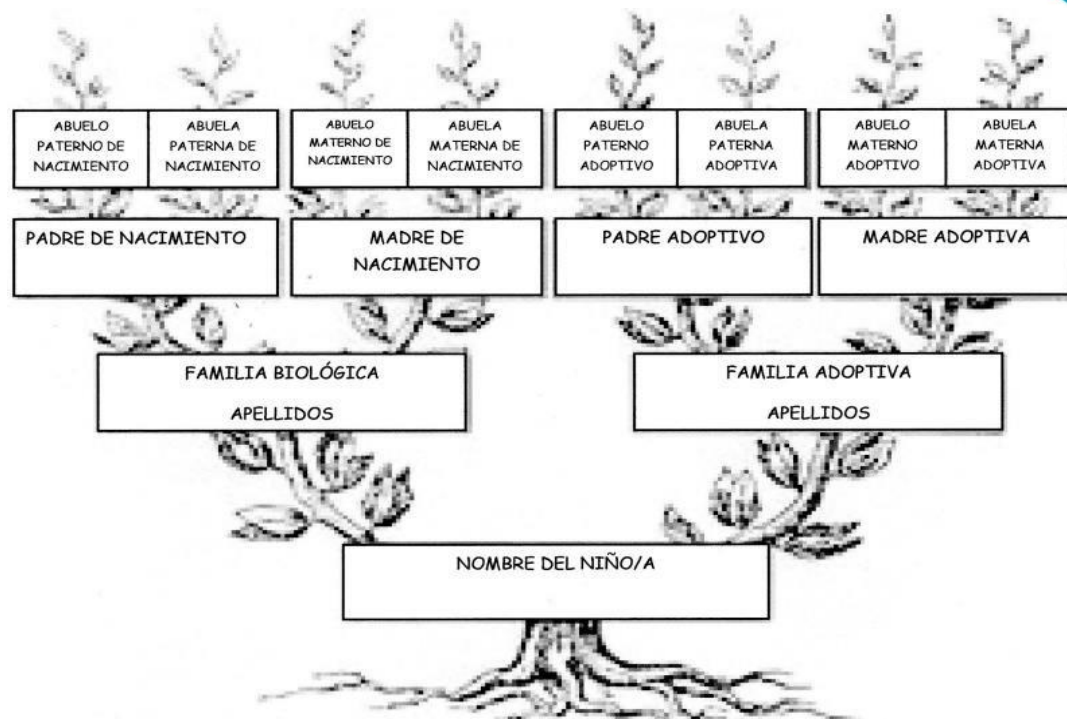 ABUELO
PATERNO DE
NACIMIENTO
ABUELA
PATERNA DE
NACIMIENTO
ABUELO
MATERNO DE
NACIMIENTO
ABUELA
MATERNA DE
NACIMIENTO
ABUELO
PATERNO
ADOPTIVO
ABUELA
PATERNA
ADOPTIVA
ABUELO
MATERNO
ADOPTIVO
ABUELA
MATERNA
ADOPTIVA
PADRE DE NACIMIENTO
MADRE DE
NACIMIENTO
PADRE ADOPTIVO
MADRE ADOPTIVA
FAMILIA BIOLÓGICA
APELLIDOS
FAMILIA ADOPTIVA
APELLIDOS
NOMBRE DEL NIÑO/A